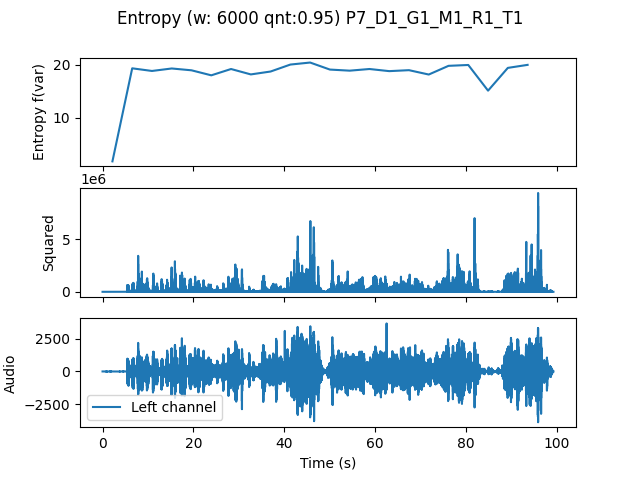 Entropy (w: 6000 qnt:0.95) P7_D1_G1_M1_R1_T1
20
10
Entropy f(var)
1e6
5
0
Squared
2500
0
−2500
Audio
Left channel
0 20 40 60 80 100
Time (s)